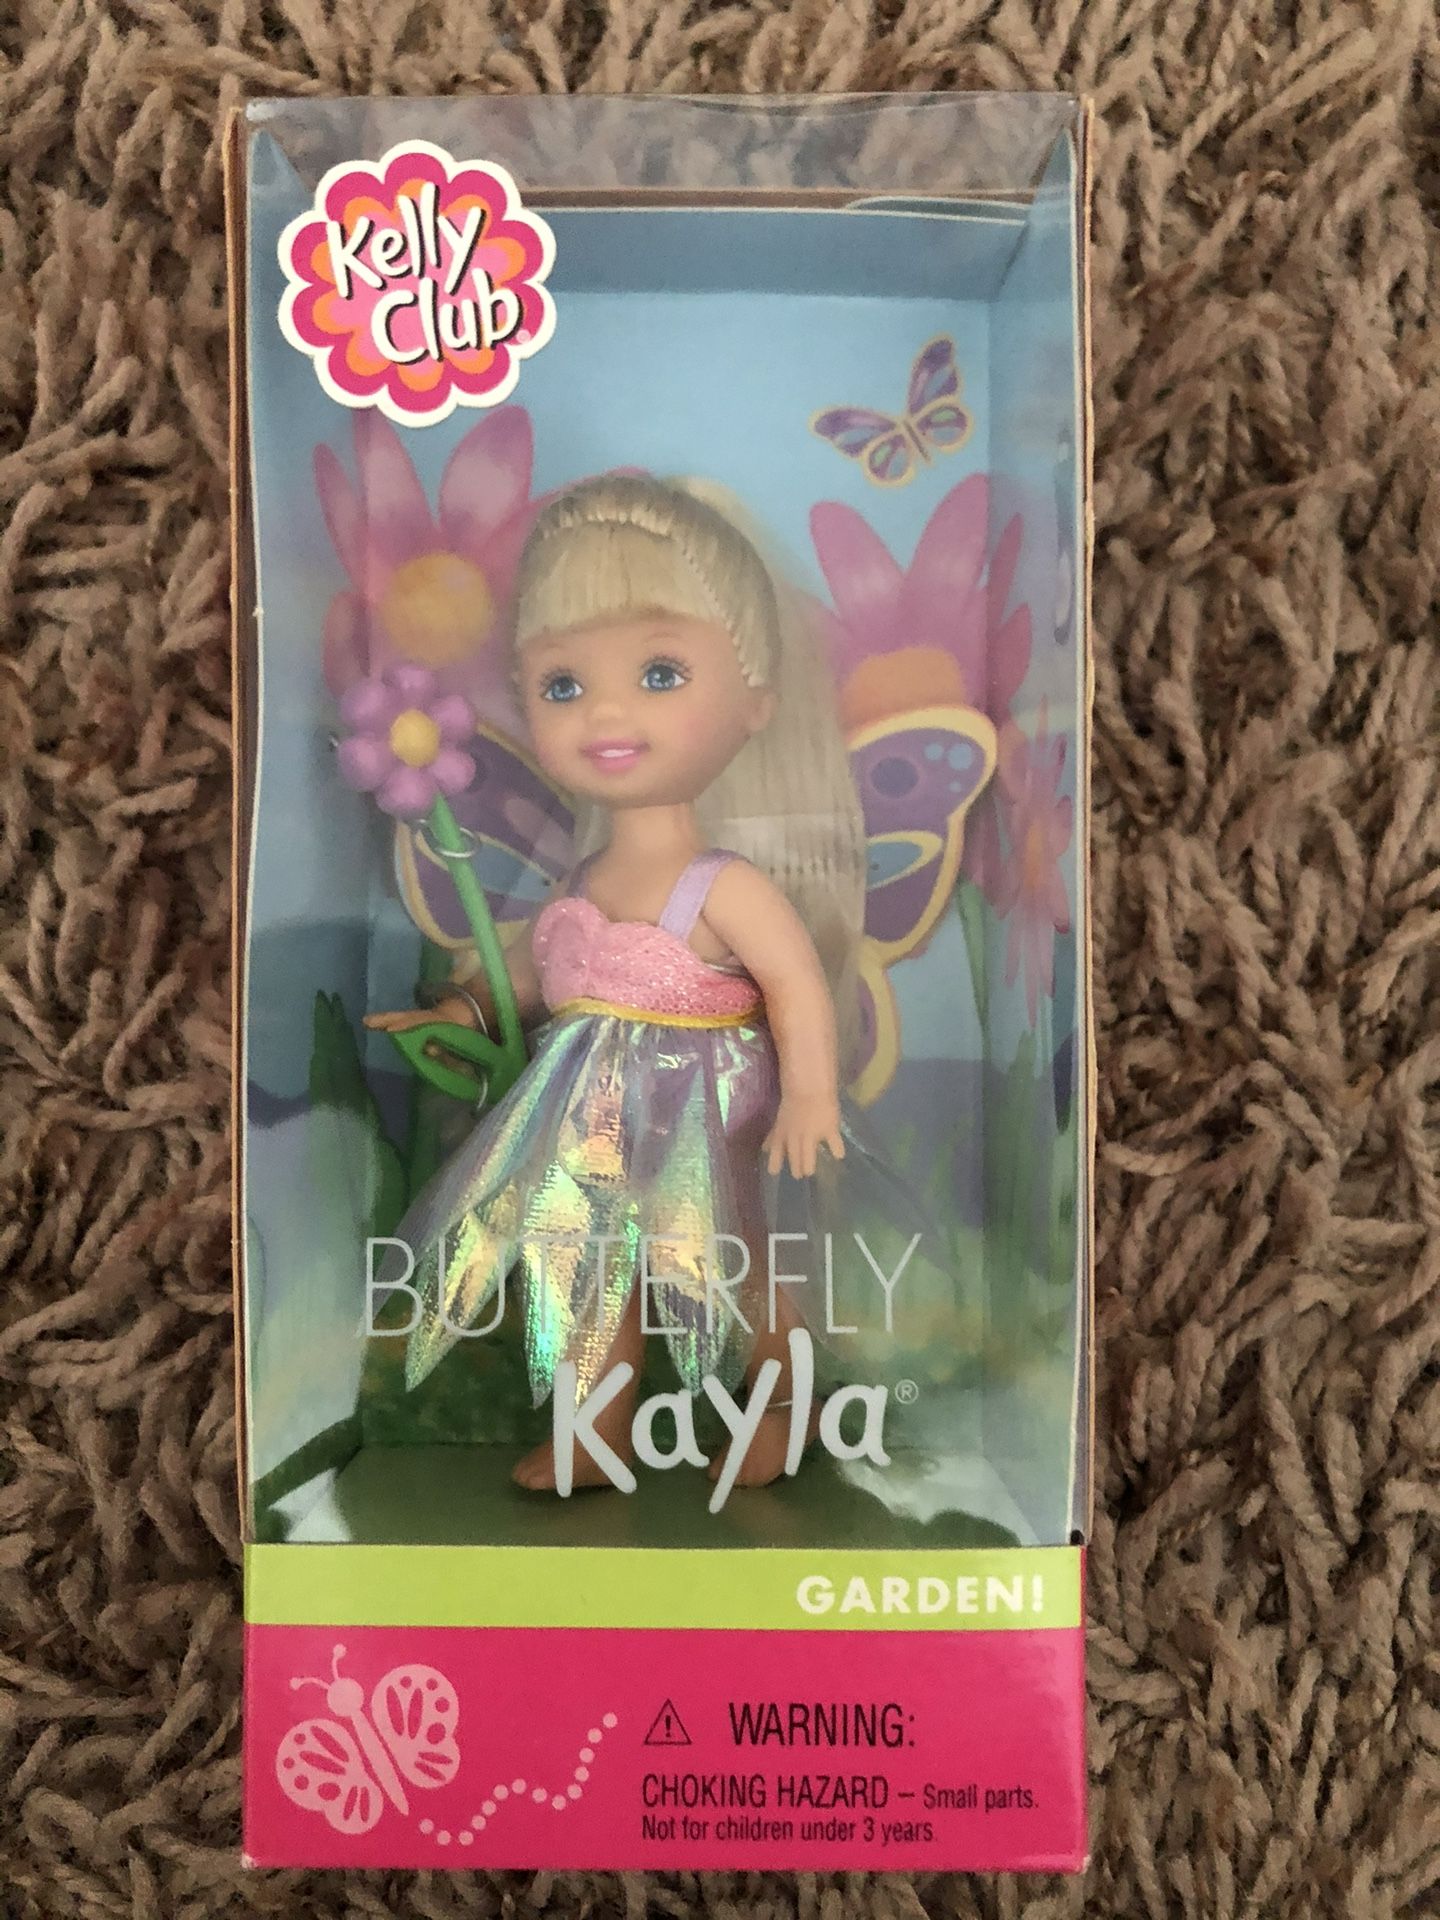 Kelly
Club®
BUTTERFLY
Kayla®
GARDEN!
⚠ WARNING:
CHOKING HAZARD – Small parts.
Not for children under 3 years.